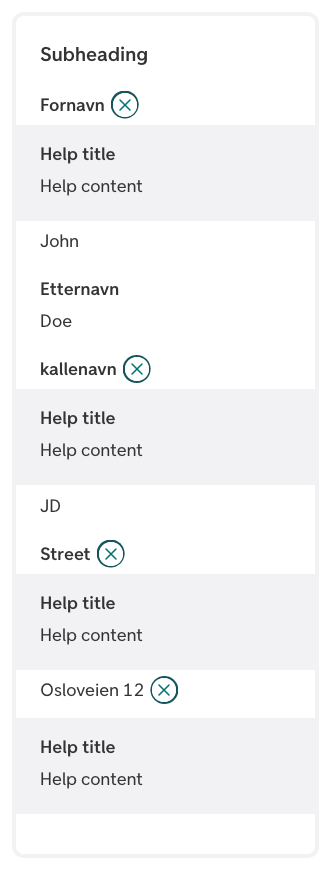 Subheading
Fornavn
Help title
Help content
John
Etternavn
Doe
kallenavn
Help title
Help content
JD
Street
Help title
Help content
Osloveien 12
Help title
Help content